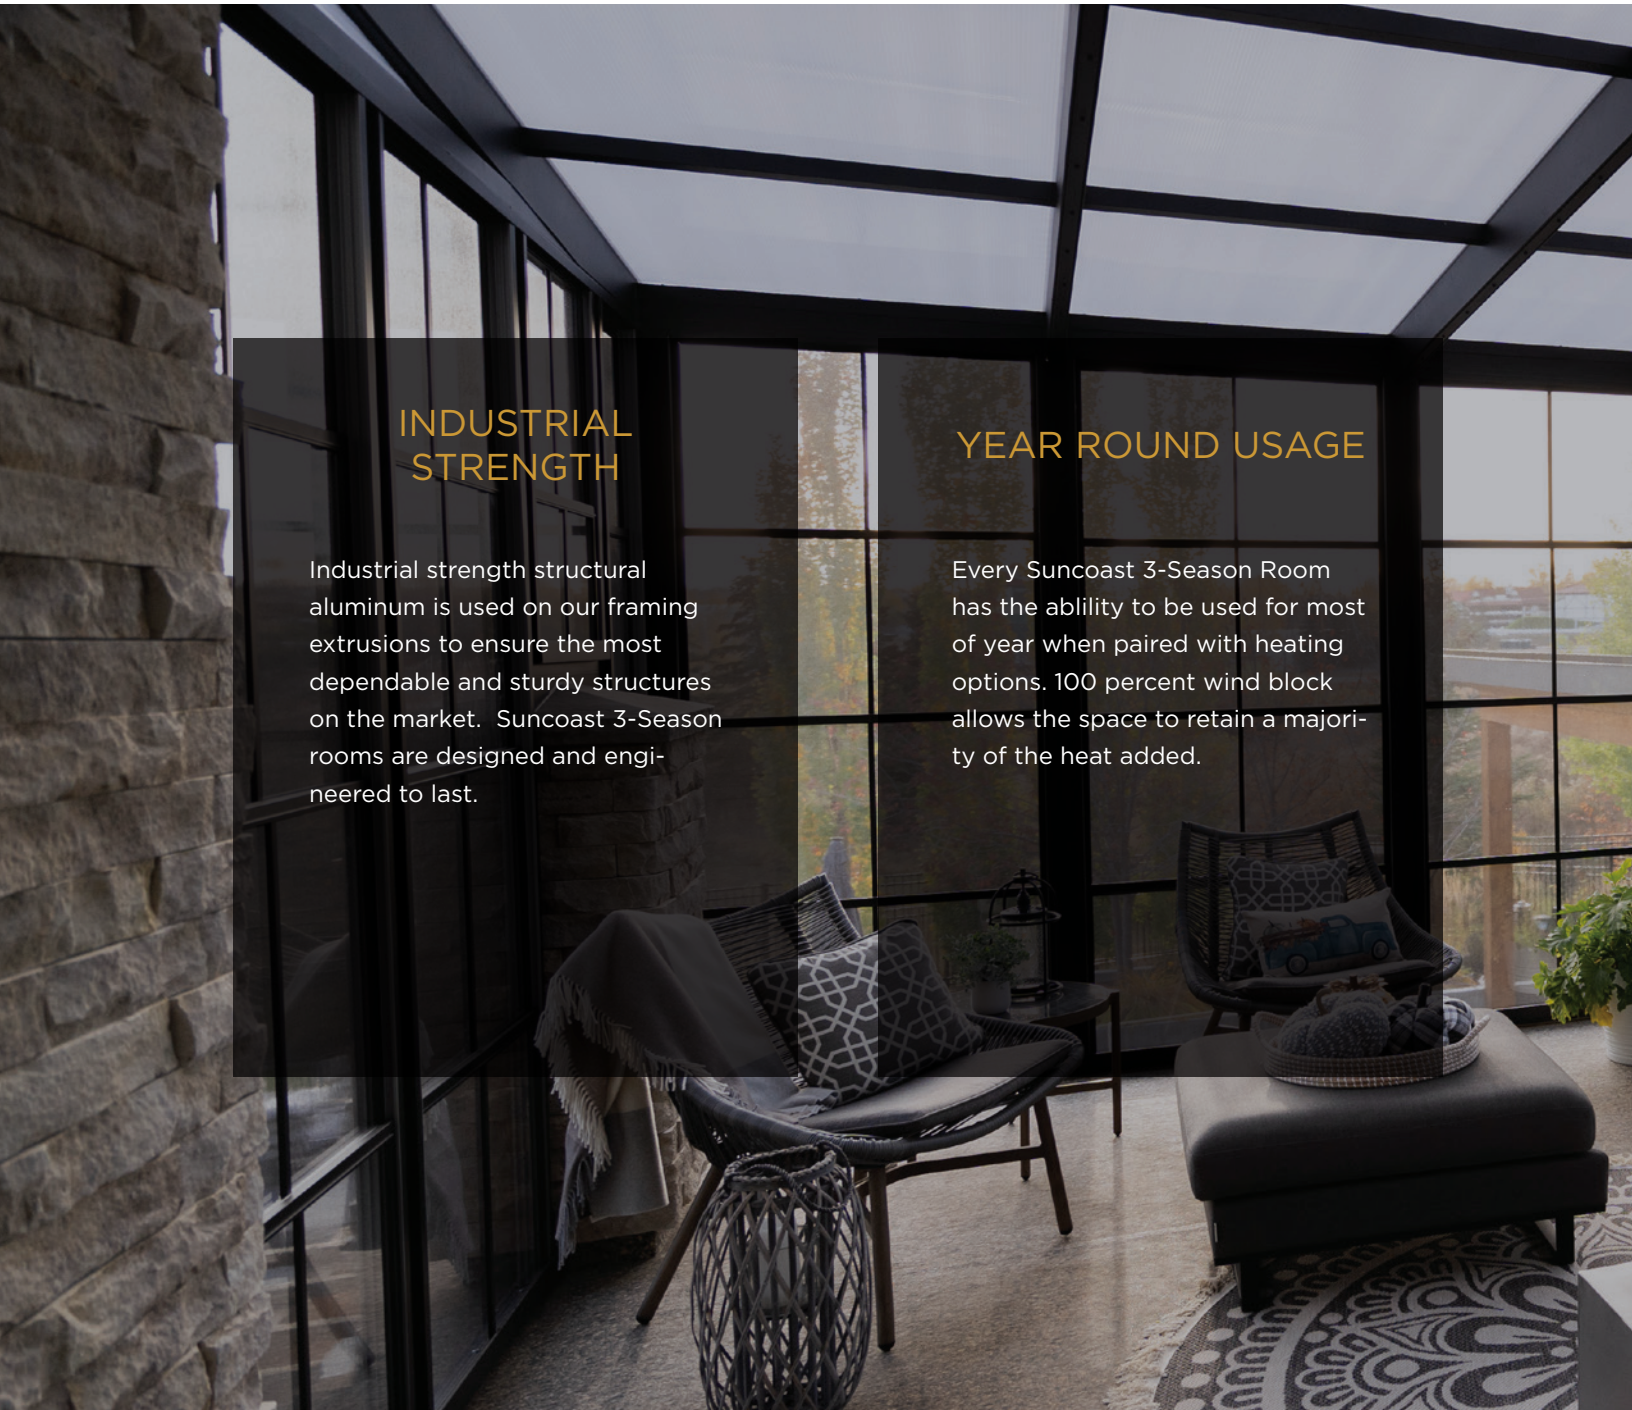 INDUSTRIAL
STRENGTH
Industrial strength structural
aluminum is used on our framing
extrusions to ensure the most
dependable and sturdy structures
on the market.  Suncoast 3-Season
rooms are designed and engi-
neered to last.
YEAR ROUND USAGE
Every Suncoast 3-Season Room
has the ablility to be used for most
of year when paired with heating
options. 100 percent wind block
allows the space to retain a majori-
ty of the heat added.